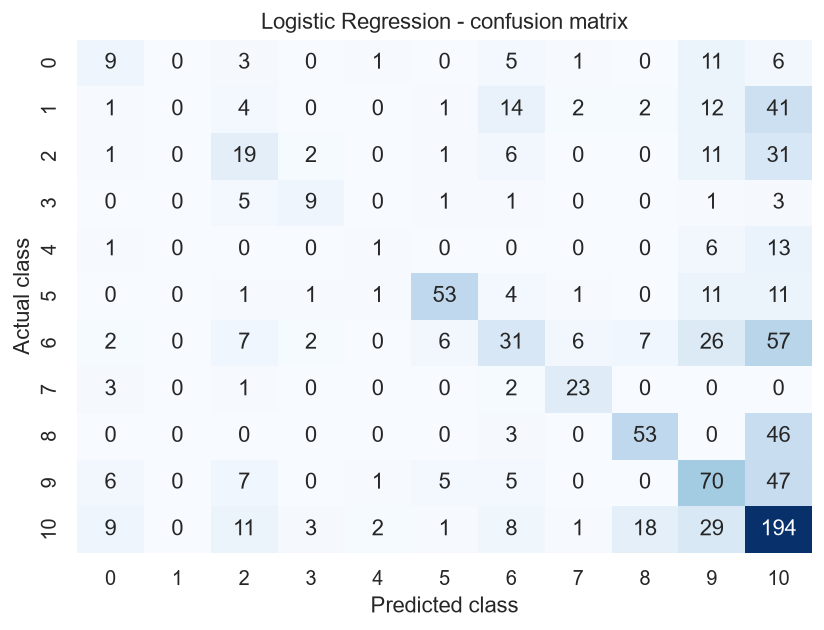 Logistic Regression - confusion matrix
Actual class
0 9 0 3 0 1 0 5 1 0 11 6
1 1 0 4 0 0 1 14 2 2 12 41
2 1 0 19 2 0 1 6 0 0 11 31
3 0 0 5 9 0 1 1 0 0 1 3
4 1 0 0 0 1 0 0 0 0 6 13
5 0 0 1 1 1 53 4 1 0 11 11
6 2 0 7 2 0 6 31 6 7 26 57
7 3 0 1 0 0 0 2 23 0 0 0
8 0 0 0 0 0 0 3 0 53 0 46
9 6 0 7 0 1 5 5 0 0 70 47
10 9 0 11 3 2 1 8 1 18 29 194
0 1 2 3 4 5 6 7 8 9 10
Predicted class